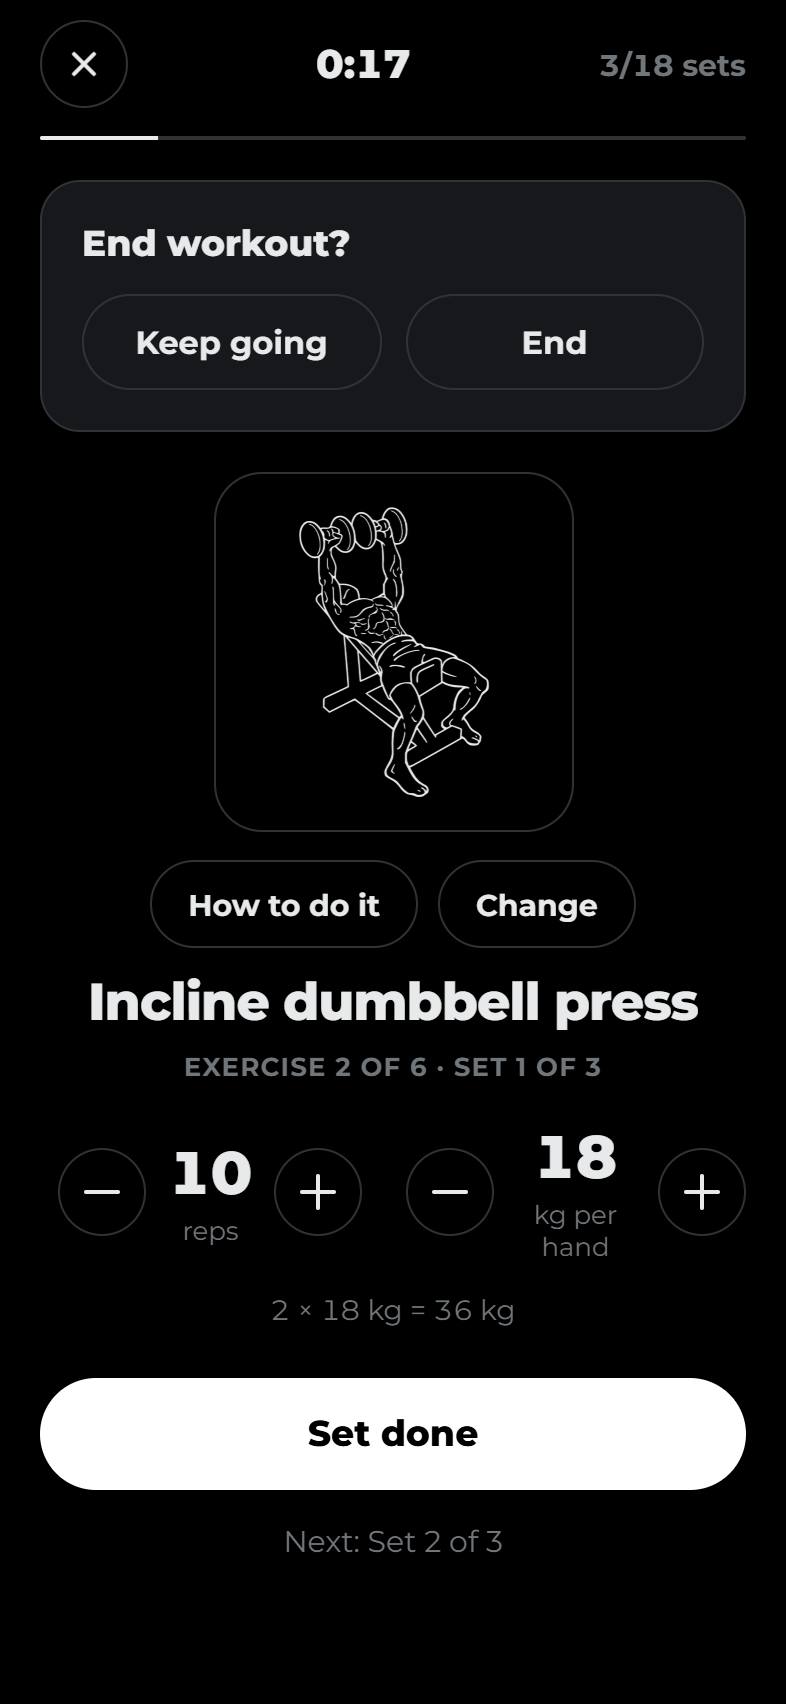 0:17
3/18 sets
End workout?
Keep going
End
How to do it
Change
Incline dumbbell press
EXERCISE 2 OF 6 · SET 1 OF 3
10
reps
18
kg per
hand
2 × 18 kg = 36 kg
Set done
Next: Set 2 of 3